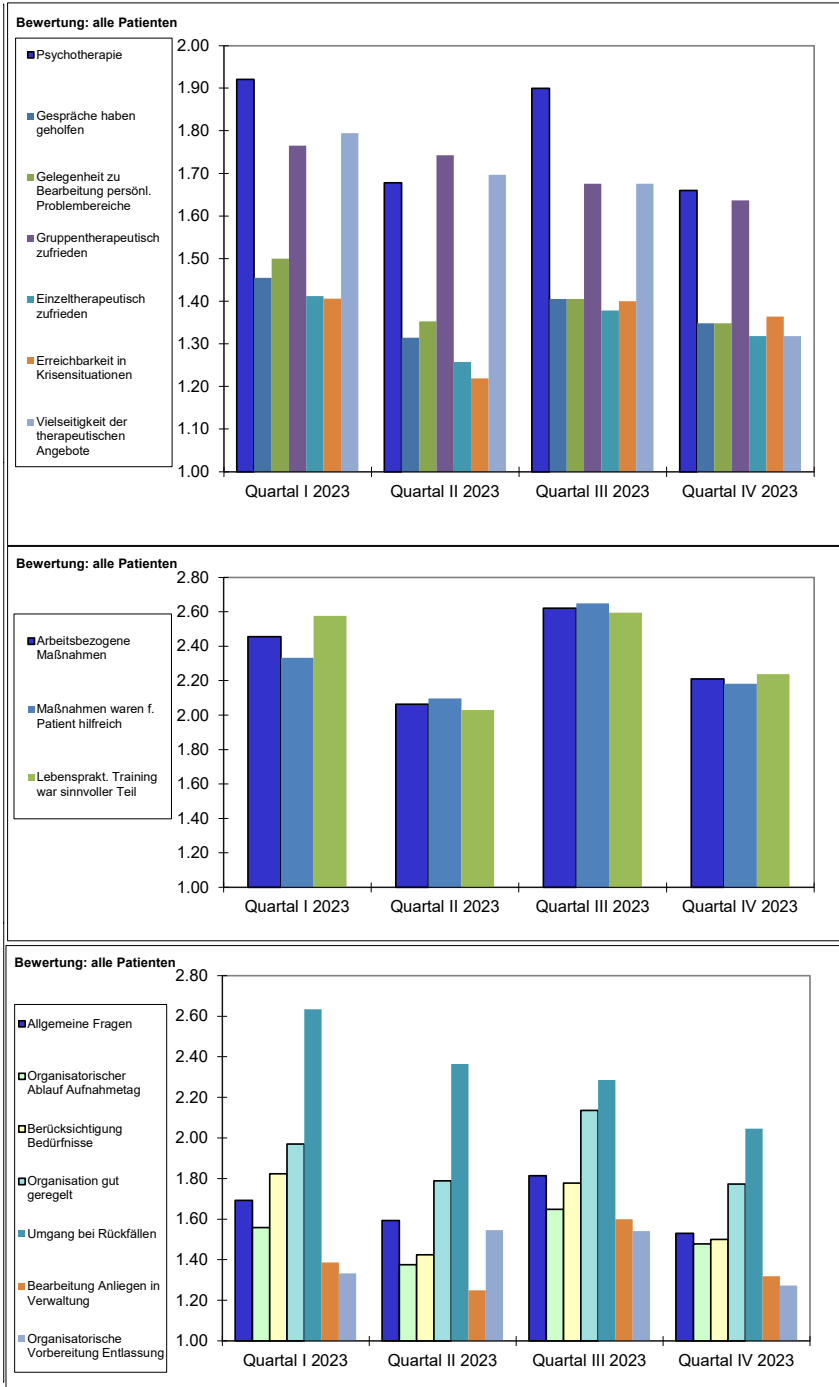 Bewertung: alle Patienten
Psychotherapie
Gespräche haben
geholfen
Gelegenheit zu
Bearbeitung persönl.
Problembereiche
Gruppentherapeutisch
zufrieden
Einzeltherapeutisch
zufrieden
Erreichbarkeit in
Krisensituationen
Vielseitigkeit der
therapeutischen
Angebote
2.00
1.90
1.80
1.70
1.60
1.50
1.40
1.30
1.20
1.10
1.00
Quartal I 2023
Quartal II 2023
Quartal III 2023
Quartal IV 2023
Bewertung: alle Patienten
Arbeitsbezogene
Maßnahmen
Maßnahmen waren f.
Patient hilfreich
Lebensprakt. Training
war sinnvoller Teil
2.80
2.60
2.40
2.20
2.00
1.80
1.60
1.40
1.20
1.00
Quartal I 2023
Quartal II 2023
Quartal III 2023
Quartal IV 2023
Bewertung: alle Patienten
Allgemeine Fragen
Organisatorischer
Ablauf Aufnahmetag
Berücksichtigung
Bedürfnisse
Organisation gut
geregelt
Umgang bei Rückfällen
Bearbeitung Anliegen in
Verwaltung
Organisatorische
Vorbereitung Entlassung
2.80
2.60
2.40
2.20
2.00
1.80
1.60
1.40
1.20
1.00
Quartal I 2023
Quartal II 2023
Quartal III 2023
Quartal IV 2023